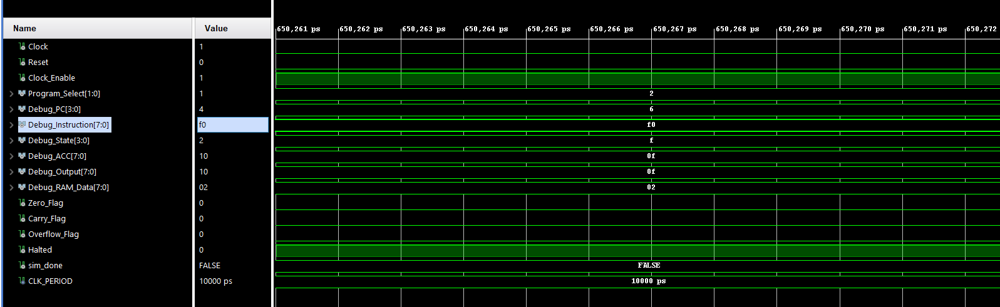 Name Value 650,261 ps 650,262 ps 650,263 ps 650,264 ps 650,265 ps 650,266 ps 650,267 ps 650,268 ps 650,269 ps 650,270 ps 650,271 ps 650,272
Clock 1
Reset 0
Clock_Enable 1
Program_Select[1:0] 1 2
Debug_PC[3:0] 4 6
Debug_Instruction[7:0] f0 f0
Debug_State[3:0] 2 f
Debug_ACC[7:0] 10 0f
Debug_Output[7:0] 10 0f
Debug_RAM_Data[7:0] 02 02
Zero_Flag 0
Carry_Flag 0
Overflow_Flag 0
Halted 0
sim_done FALSE FALSE
CLK_PERIOD 10000 ps 10000 ps